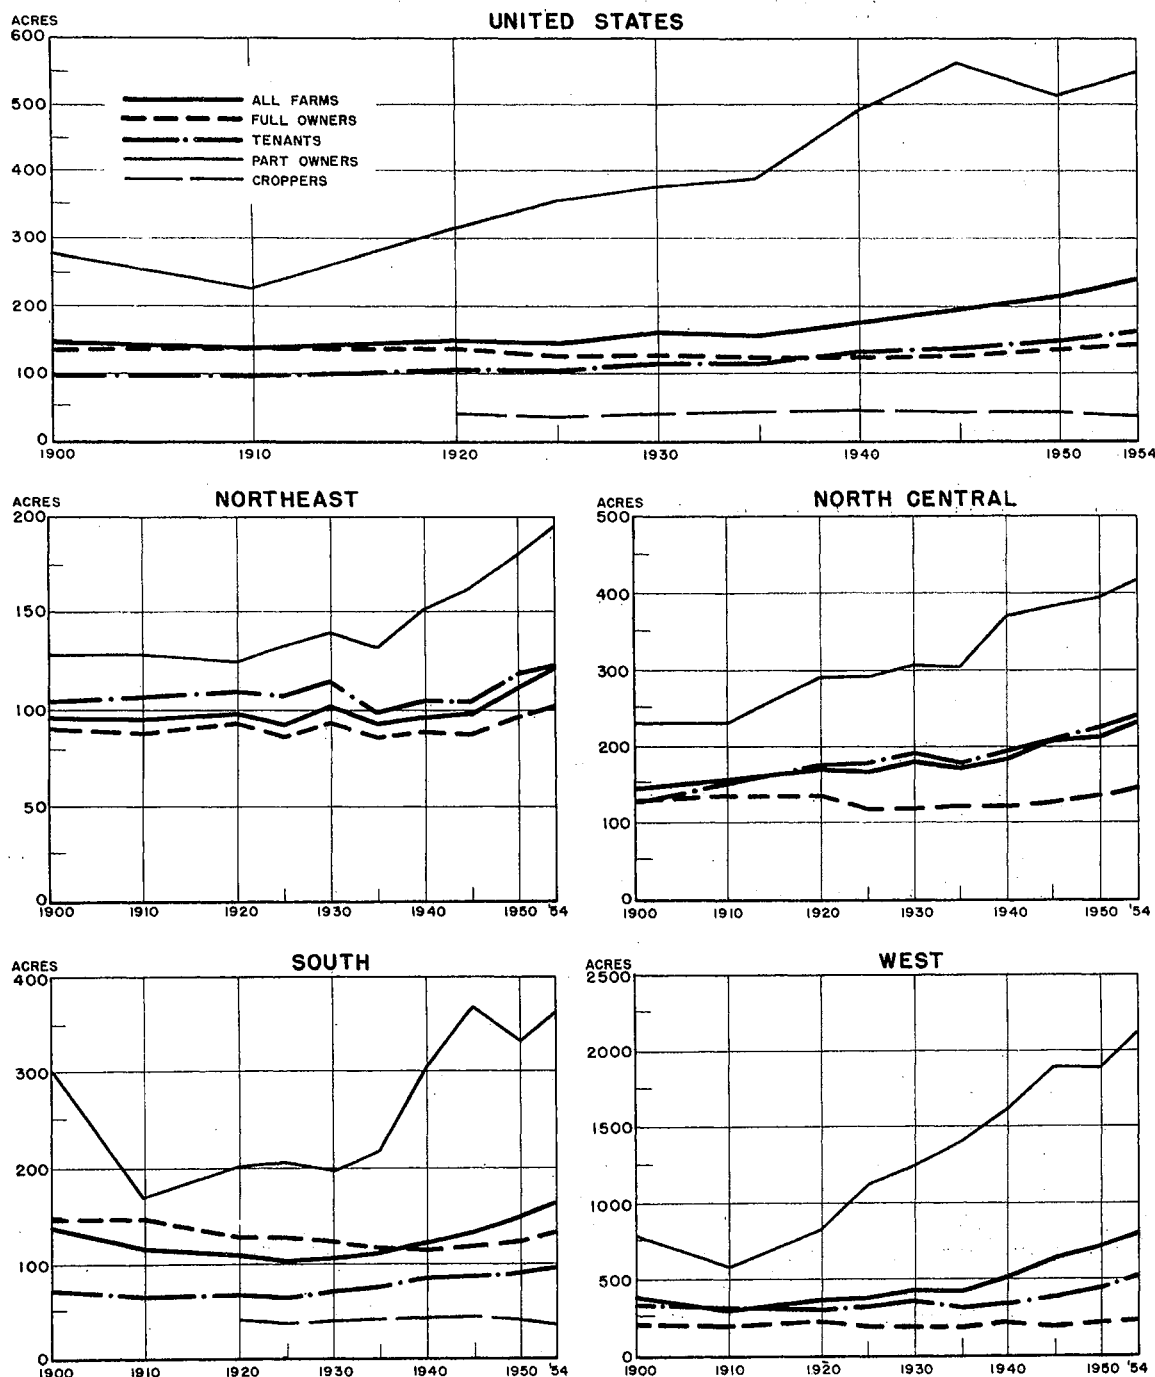 UNITED STATES
ACRES
600
500
400
300
200
100
0
ALL FARMS
FULL OWNERS
TENANTS
PART OWNERS
CROPPERS
1900 1910 1920 1930 1940 1950 1954
NORTHEAST
ACRES
200
150
100
50
0
1900 1910 1920 1930 1940 1950 '54
NORTH CENTRAL
ACRES
500
400
300
200
100
0
1900 1910 1920 1930 1940 1950 '54
SOUTH
ACRES
400
300
200
100
0
1900 1910 1920 1930 1940 1950 '54
WEST
ACRES
2500
2000
1500
1000
500
0
1900 1910 1920 1930 1940 1950 '54